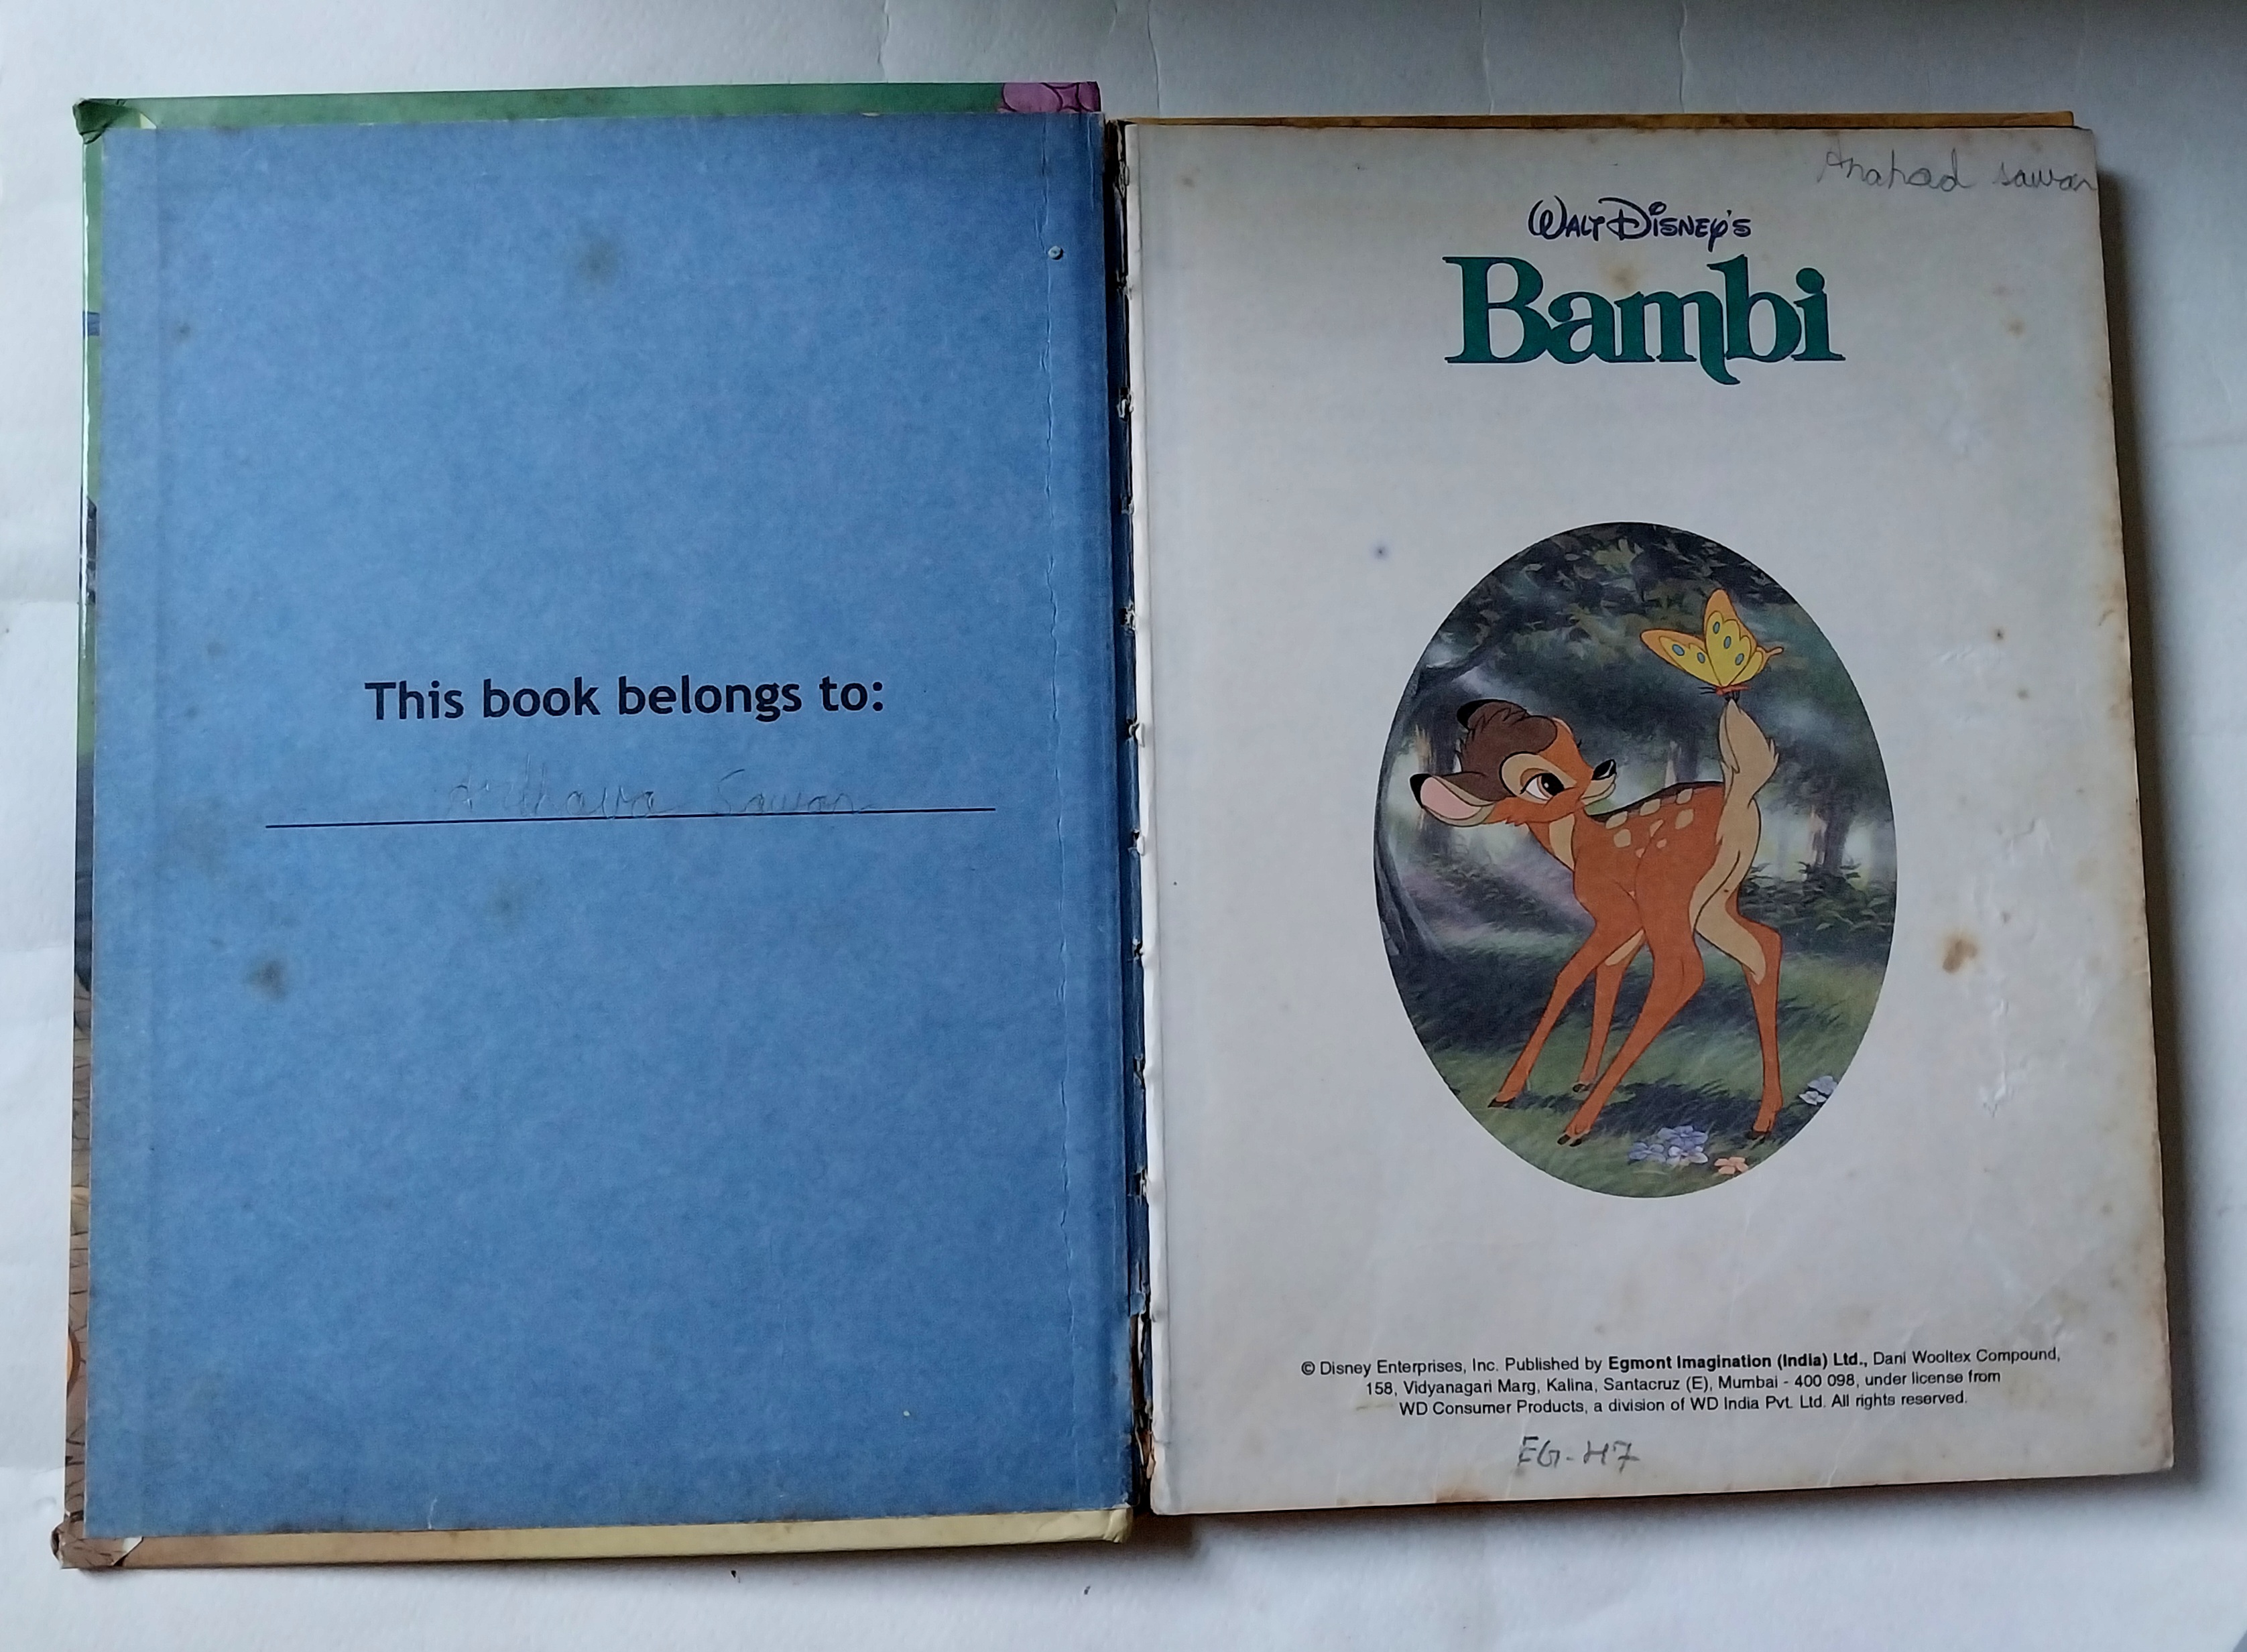 This book belongs to:
Sawan
Anahad sawan
WALT DISNEY'S
Bambi
© Disney Enterprises, Inc. Published by Egmont Imagination (India) Ltd., Dani Wooltex Compound,
158, Vidyanagari Marg, Kalina, Santacruz (E), Mumbai - 400 098, under license from
WD Consumer Products, a division of WD India Pvt. Ltd. All rights reserved.
EG-H7